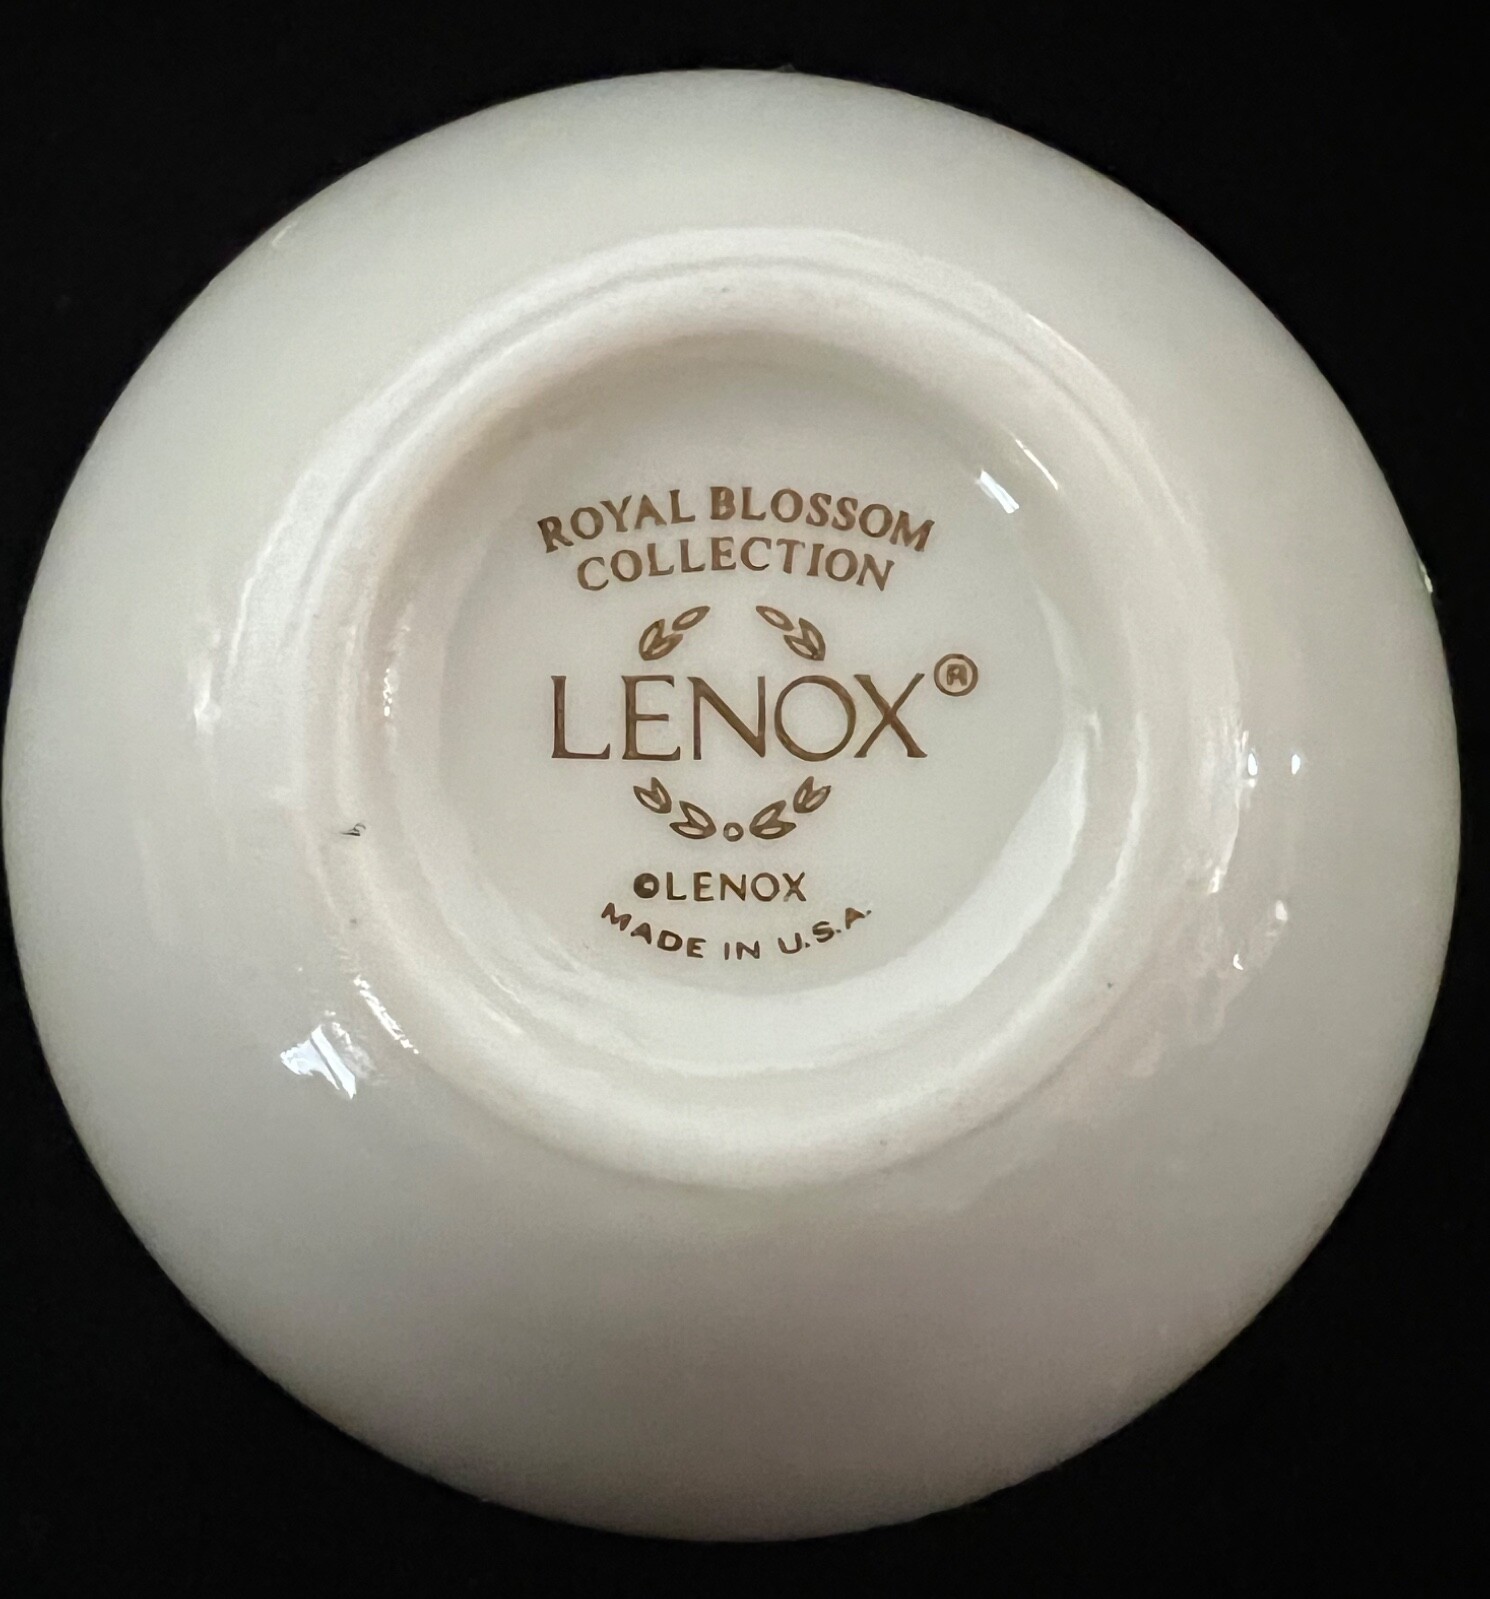 ROYAL BLOSSOM
COLLECTION
LENOX®
©LENOX
MADE IN U.S.A.